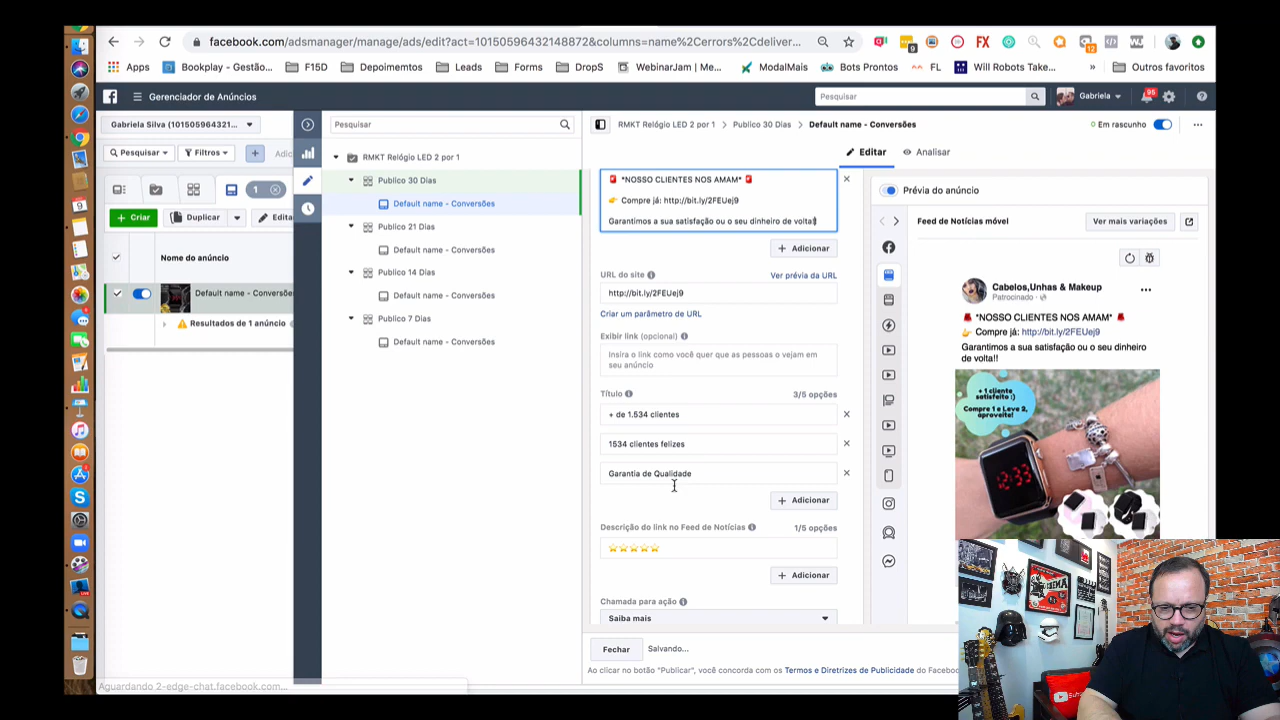 facebook.com/adsmanager/manage/ads/edit?act=10150596432148872&columns=name%2Cerrors%2Cdeliver...
Apps
Bookplay - Gestão...
F15D
Depoimentos
Leads
Forms
DropS
WebinarJam | Me...
ModalMais
Bots Prontos
FL
Will Robots Take...
»
Outros favoritos
Gerenciador de Anúncios
Pesquisar
Gabriela
95
Gabriela Silva (101505964321...
Pesquisar
RMKT Relógio LED 2 por 1 > Publico 30 Dias > Default name - Conversões
Em rascunho
Pesquisar
Filtros
Adic
RMKT Relógio LED 2 por 1
Publico 30 Dias
Default name - Conversões
Publico 21 Dias
Default name - Conversões
Publico 14 Dias
Default name - Conversões
Publico 7 Dias
Default name - Conversões
1
+ Criar
Duplicar
Edita
Nome do anúncio
Default name - Conversõe
Resultados de 1 anúncio
Editar
Analisar
🚨 *NOSSO CLIENTES NOS AMAM* 🚨
👉 Compre já: http://bit.ly/2FEUej9
Garantimos a sua satisfação ou o seu dinheiro de volta!
+ Adicionar
URL do site
Ver prévia da URL
http://bit.ly/2FEUej9
Criar um parâmetro de URL
Exibir link (opcional)
Insira o link como você quer que as pessoas o vejam em
seu anúncio
Título
3/5 opções
+ de 1.534 clientes
1534 clientes felizes
Garantia de Qualidade
+ Adicionar
Descrição do link no Feed de Notícias
1/5 opções
⭐⭐⭐⭐⭐
+ Adicionar
Chamada para ação
Saiba mais
Fechar
Salvando...
Ao clicar no botão "Publicar", você concorda com os Termos e Diretrizes de Publicidade do Facebo
Prévia do anúncio
Feed de Notícias móvel
Ver mais variações
Cabelos,Unhas & Makeup
Patrocinado
🚨 *NOSSO CLIENTES NOS AMAM* 🚨
👉 Compre já: http://bit.ly/2FEUej9
Garantimos a sua satisfação ou o seu dinheiro
de volta!!
+ 1 cliente
satisfeito :)
Compre 1 e Leve 2,
aproveite!
2:33
Aguardando 2-edge-chat.facebook.com...